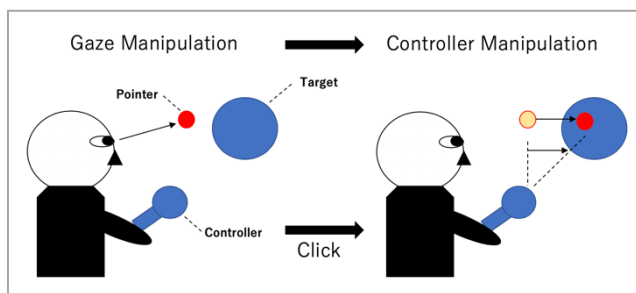 Gaze Manipulation
Controller Manipulation
Pointer
Target
Controller
Click